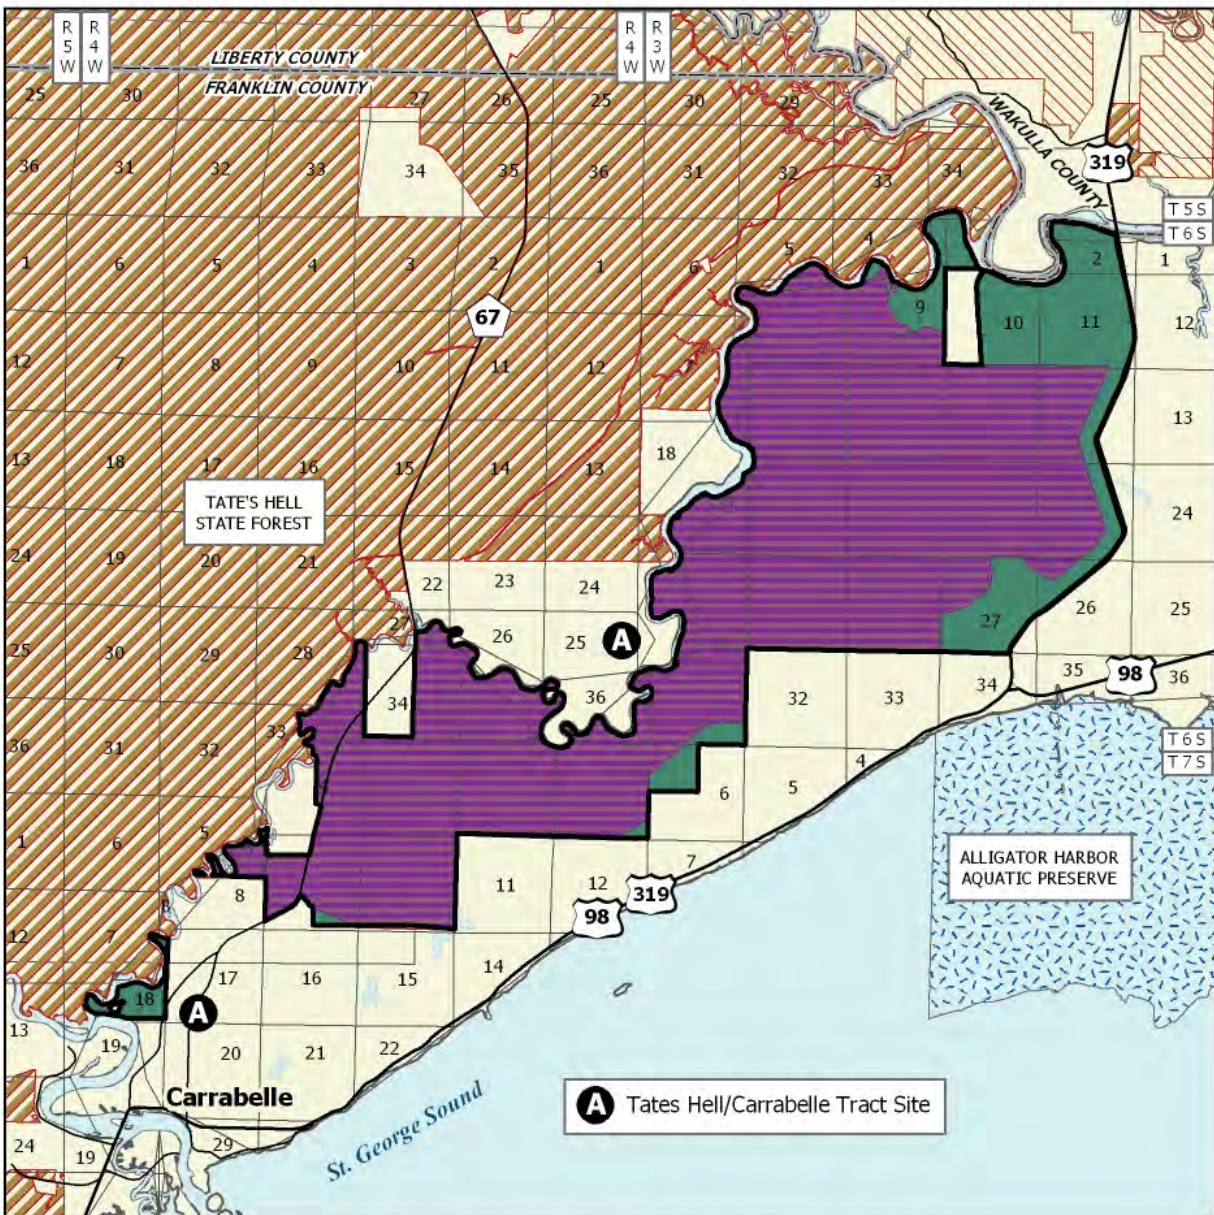 R R
5 4
W W
R R
4 3
W W
LIBERTY COUNTY
FRANKLIN COUNTY
WAKULLA COUNTY
25 30 27 26 25 30 29
319
36 31 32 33 34 35 36 31 32 33 34
T 5 S
T 6 S
1 6 5 4 3 2 1 6 5 4 2 1
67
9 10 11 12
12 7 8 9 10 11 12
13
13 18 17 16 15 14 13 18
TATE'S HELL
STATE FOREST
24
24 19 20 21 22 23 24
27 26 25 A 27 26 25
25 30 29 28
34 36 32 33 34 35 98 36
36 31 32 33
T 6 S
T 7 S
1 6 5 6 5 4
7
8 8 11 12 319
98
ALLIGATOR HARBOR
AQUATIC PRESERVE
12 7
17 16 15 14
18
A
13 19 20 21 22
Carrabelle
A Tates Hell/Carrabelle Tract Site
St. George Sound
24 19 29